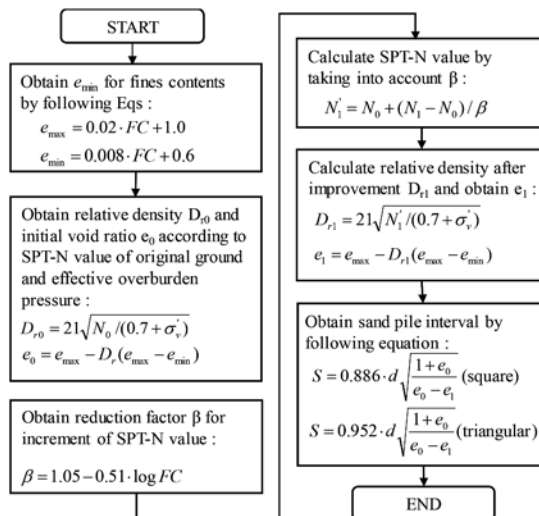 START
Obtain e_min for fines contents
by following Eqs :
e_max = 0.02 · FC + 1.0
e_min = 0.008 · FC + 0.6
Obtain relative density D_r0 and
initial void ratio e_0 according to
SPT-N value of original ground
and effective overburden
pressure :
D_r0 = 21√(N_0 /(0.7 + σ_v'))
e_0 = e_max − D_r(e_max − e_min)
Obtain reduction factor β for
increment of SPT-N value :
β = 1.05 − 0.51 · log FC
Calculate SPT-N value by
taking into account β :
N_1' = N_0 + (N_1 − N_0)/ β
Calculate relative density after
improvement D_r1 and obtain e_1 :
D_r1 = 21√(N_1' /(0.7 + σ_v'))
e_1 = e_max − D_r1(e_max − e_min)
Obtain sand pile interval by
following equation :
S = 0.886 · d√((1 + e_0)/(e_0 − e_1)) (square)
S = 0.952 · d√((1 + e_0)/(e_0 − e_1)) (triangular)
END